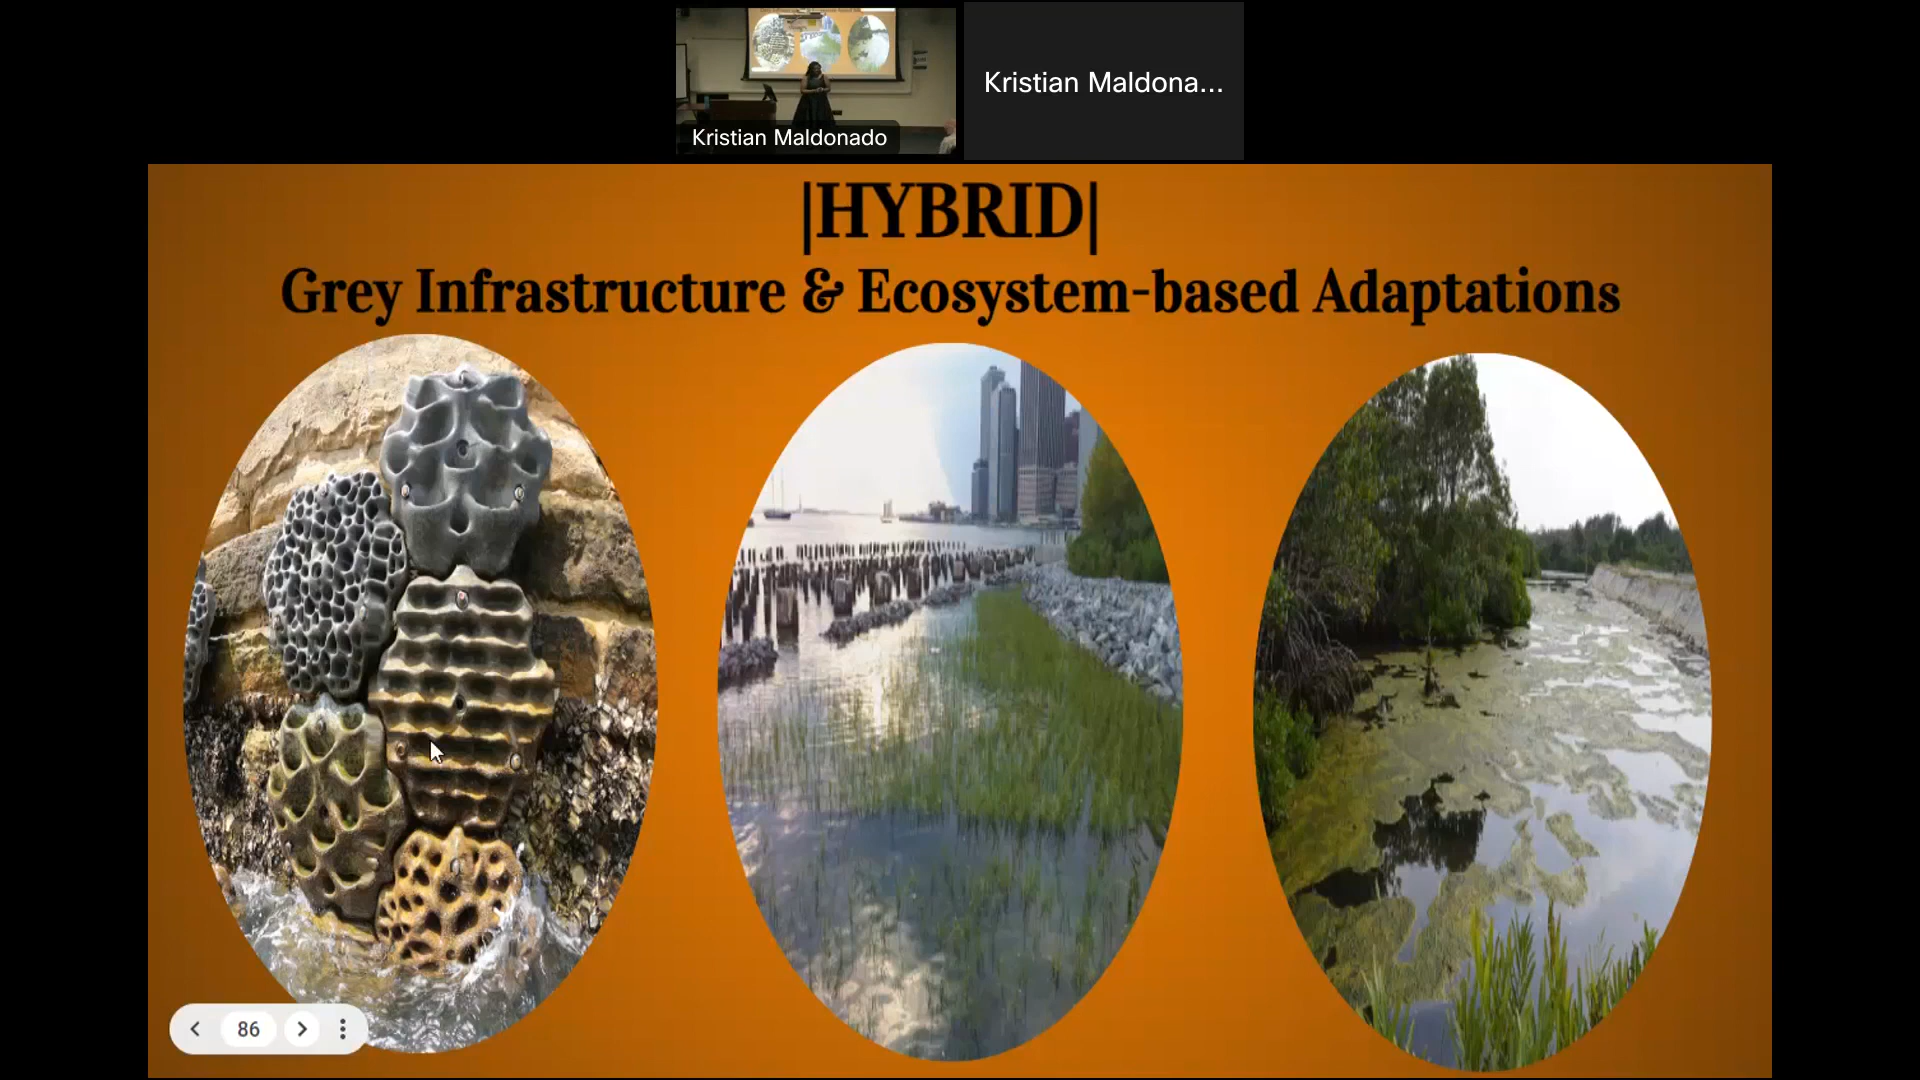 Kristian Maldonado
Kristian Maldona...
|HYBRID|
Grey Infrastructure & Ecosystem-based Adaptations
86